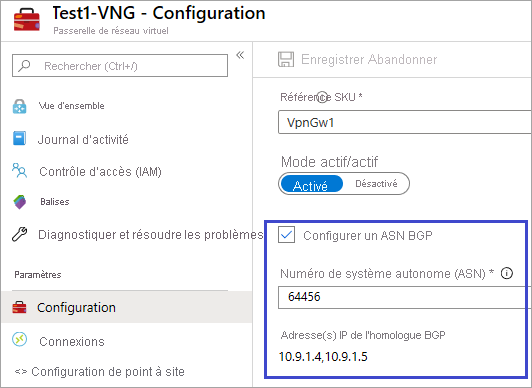 Test1-VNG - Configuration
Passerelle de réseau virtuel
Rechercher (Ctrl+/)
«
Vue d'ensemble
Journal d'activité
Contrôle d'accès (IAM)
Balises
Diagnostiquer et résoudre les problèmes
Paramètres
Configuration
Connexions
<> Configuration de point à site
Enregistrer Abandonner
Référence SKU *
VpnGw1
Mode actif/actif
Activé Désactivé
Configurer un ASN BGP
Numéro de système autonome (ASN) *
64456
Adresse(s) IP de l'homologue BGP
10.9.1.4,10.9.1.5